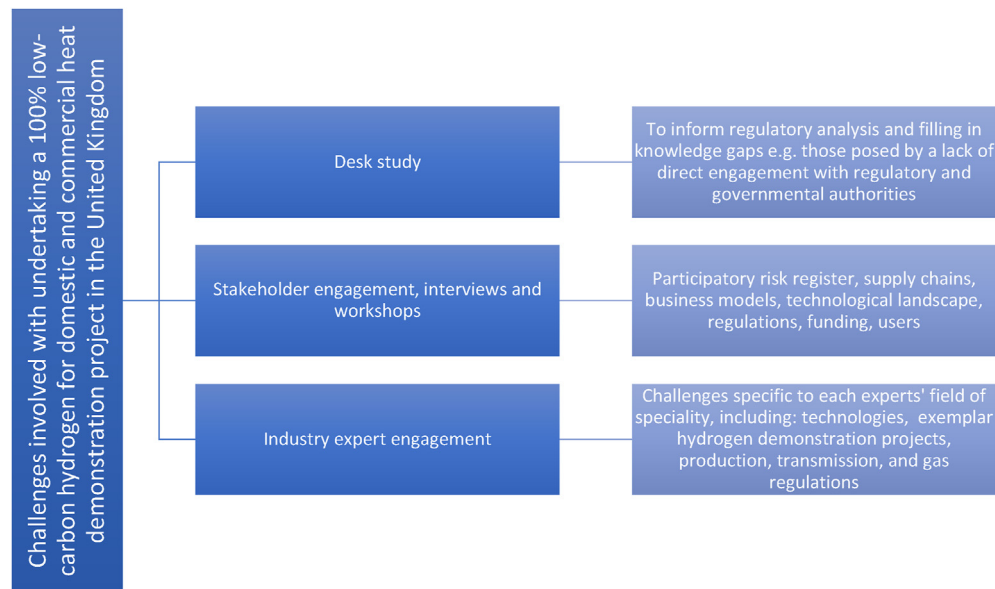 Challenges involved with undertaking a 100% low-
carbon hydrogen for domestic and commercial heat
demonstration project in the United Kingdom
Desk study
To inform regulatory analysis and filling in
knowledge gaps e.g. those posed by a lack of
direct engagement with regulatory and
governmental authorities
Stakeholder engagement, interviews and
workshops
Participatory risk register, supply chains,
business models, technological landscape,
regulations, funding, users
Industry expert engagement
Challenges specific to each experts' field of
speciality, including: technologies, exemplar
hydrogen demonstration projects,
production, transmission, and gas
regulations